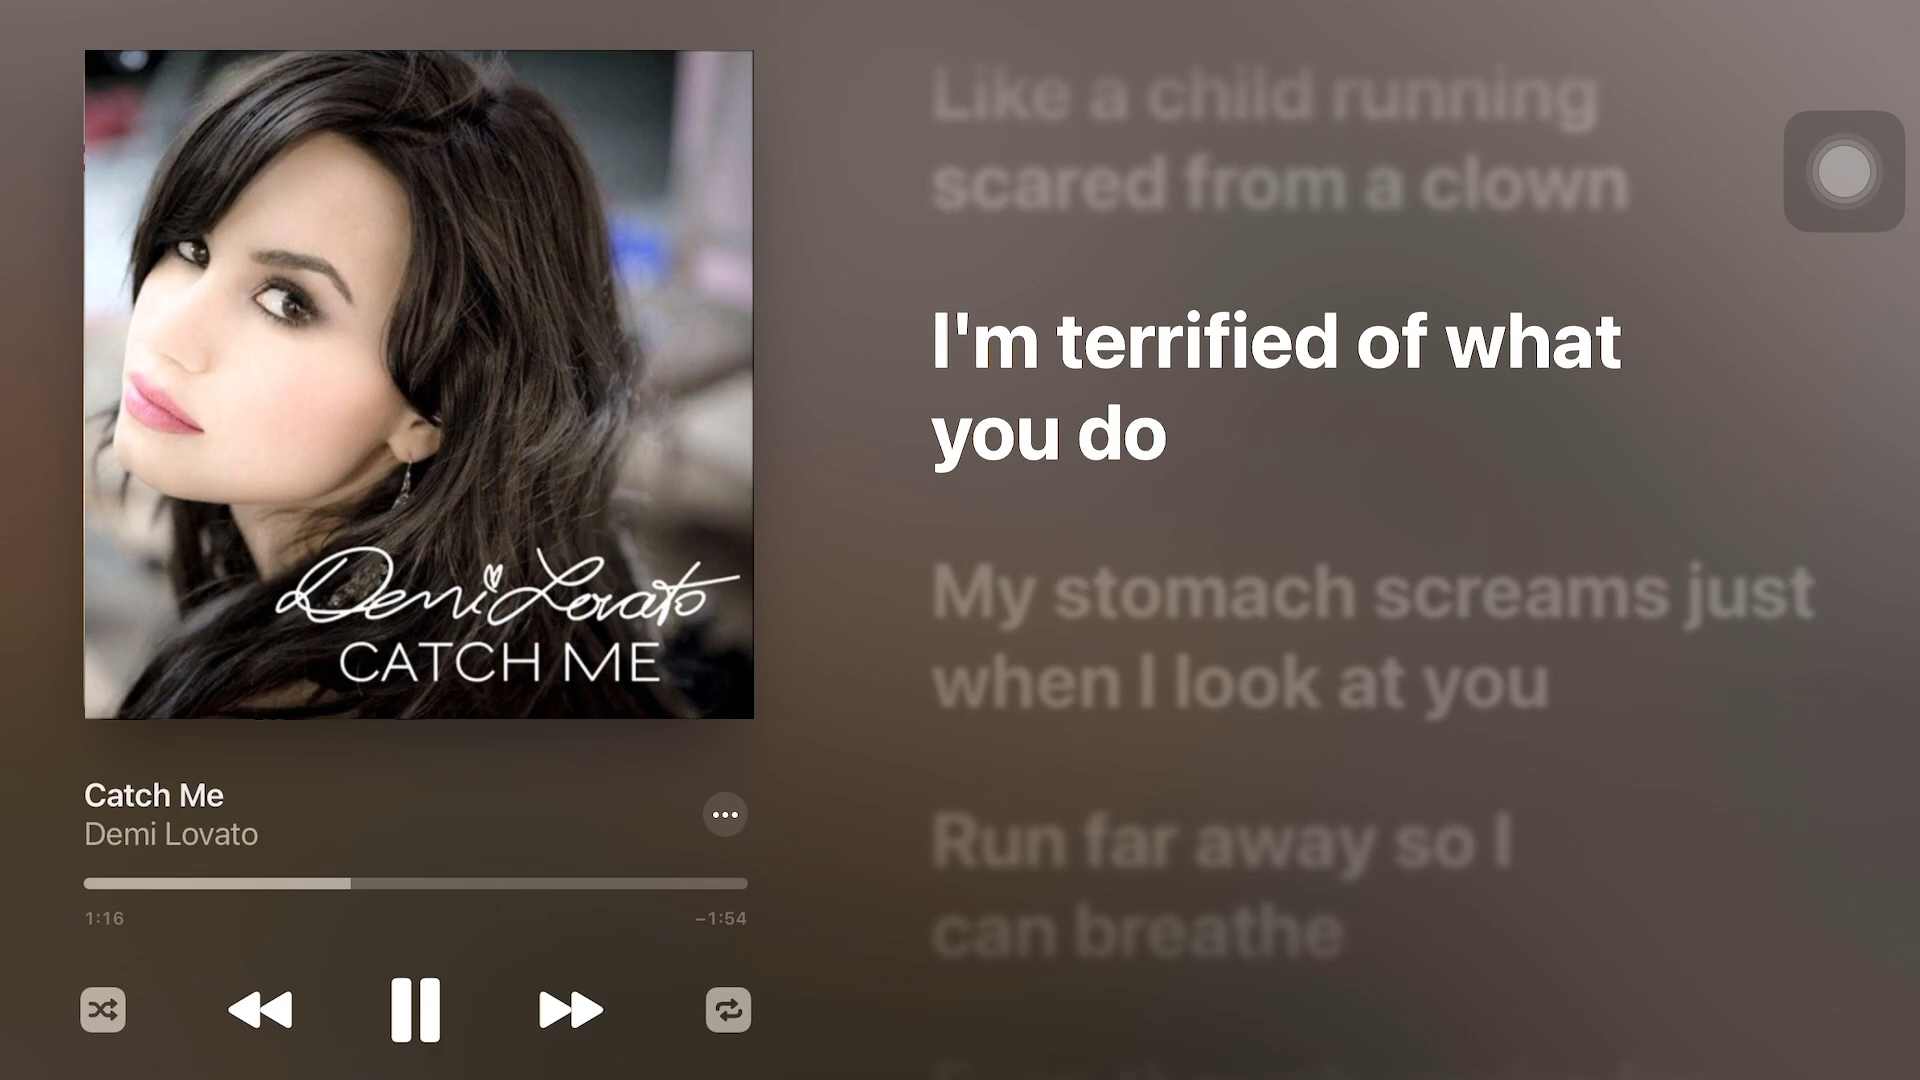 Demi Lovato
CATCH ME
Catch Me
Demi Lovato
1:16
−1:54
Like a child running
scared from a clown
I'm terrified of what
you do
My stomach screams just
when I look at you
Run far away so I
can breathe